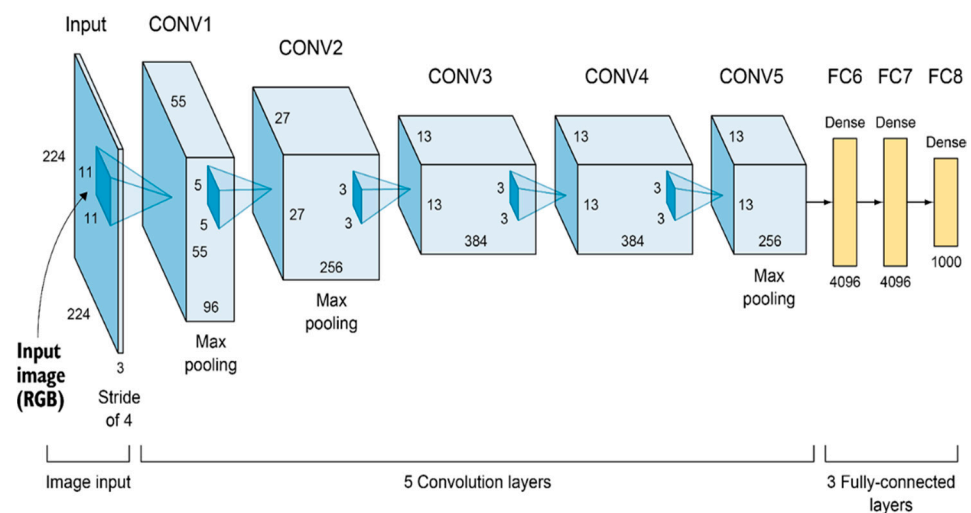 Input
CONV1
CONV2
CONV3
CONV4
CONV5
FC6
FC7
FC8
224
11
11
224
3
Stride
of 4
Input
image
(RGB)
55
5
5
55
96
Max
pooling
27
27
3
3
256
Max
pooling
13
13
3
3
384
13
13
3
3
384
13
13
256
Max
pooling
Dense
4096
Dense
4096
Dense
1000
Image input
5 Convolution layers
3 Fully-connected
layers